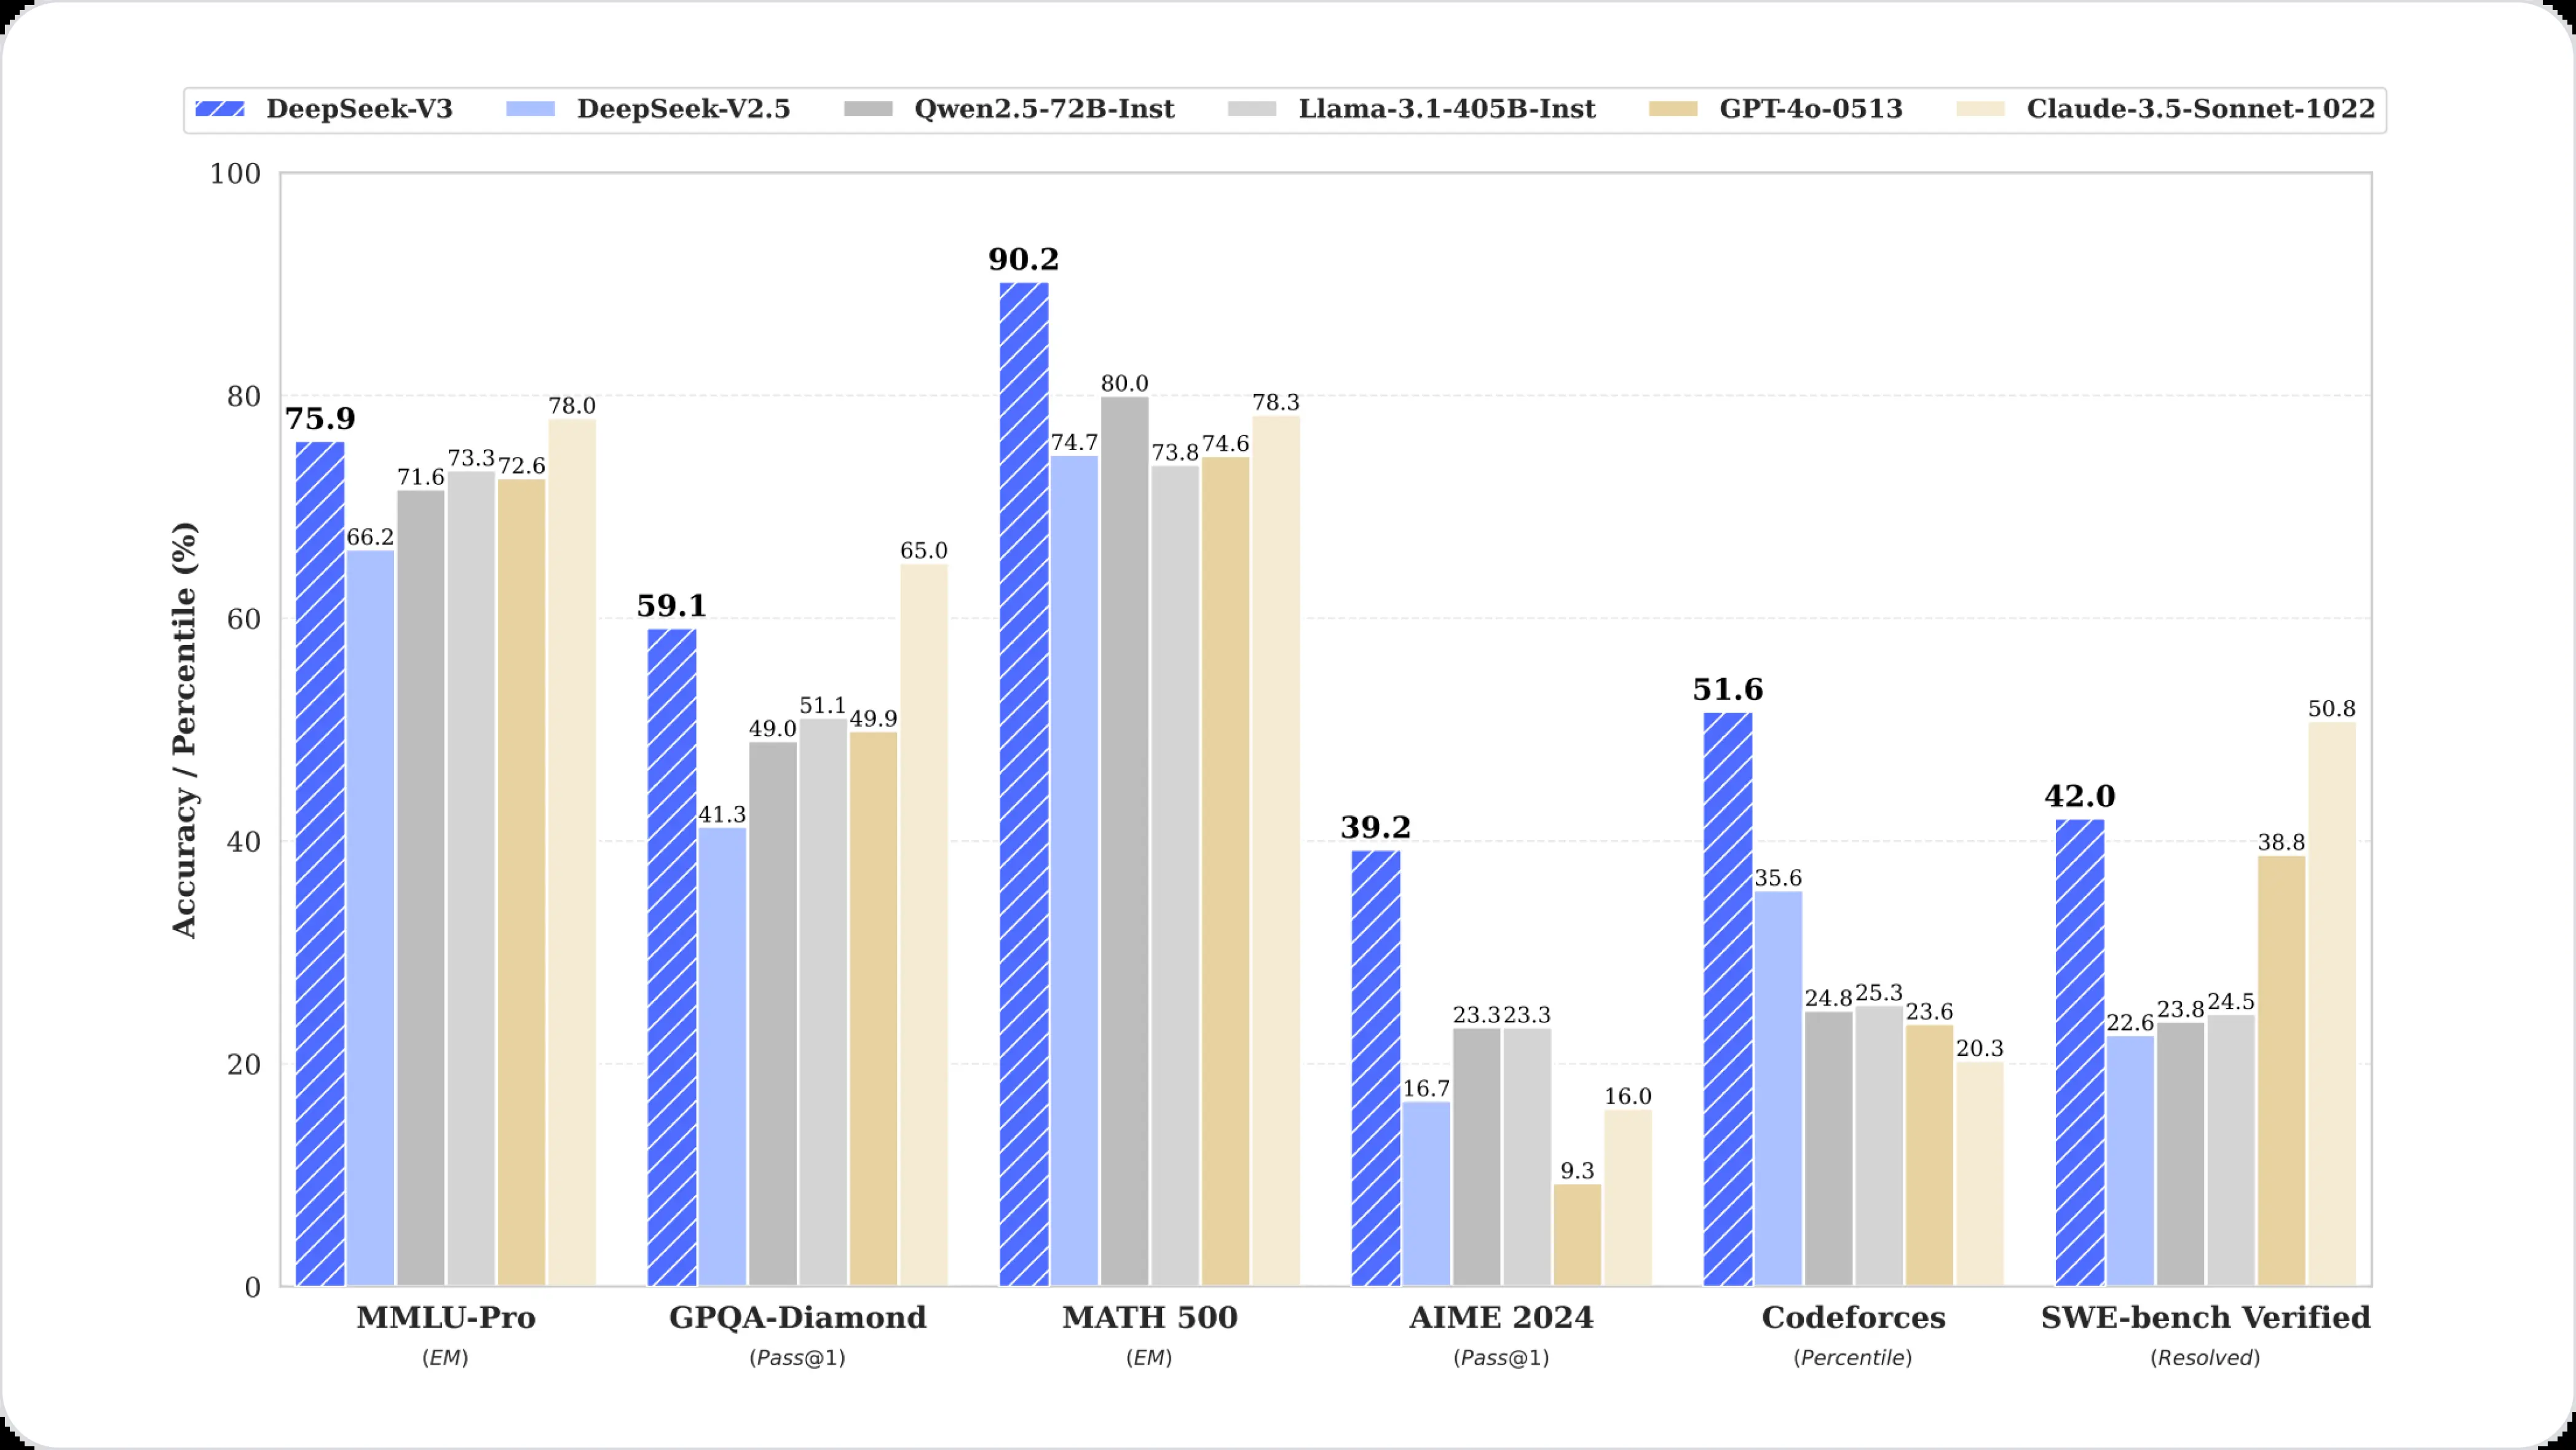 DeepSeek-V3 DeepSeek-V2.5 Qwen2.5-72B-Inst Llama-3.1-405B-Inst GPT-4o-0513 Claude-3.5-Sonnet-1022
Accuracy / Percentile (%)
100
80
60
40
20
0
75.9 66.2 71.6 73.3 72.6 78.0
59.1 41.3 49.0 51.1 49.9 65.0
90.2 74.7 80.0 73.8 74.6 78.3
39.2 16.7 23.3 23.3 9.3 16.0
51.6 35.6 24.8 25.3 23.6 20.3
42.0 22.6 23.8 24.5 38.8 50.8
MMLU-Pro GPQA-Diamond MATH 500 AIME 2024 Codeforces SWE-bench Verified
(EM) (Pass@1) (EM) (Pass@1) (Percentile) (Resolved)